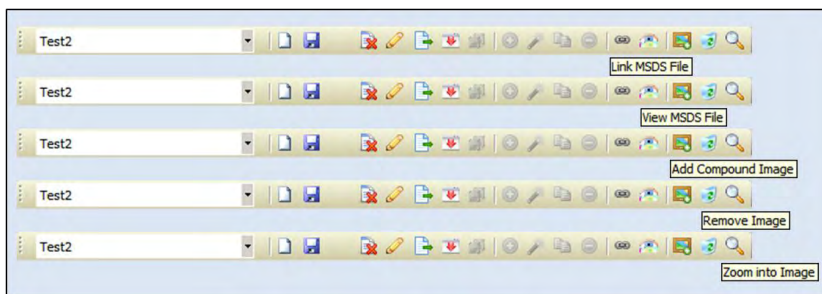 Test2
Link MSDS File
Test2
View MSDS File
Test2
Add Compound Image
Test2
Remove Image
Test2
Zoom into Image